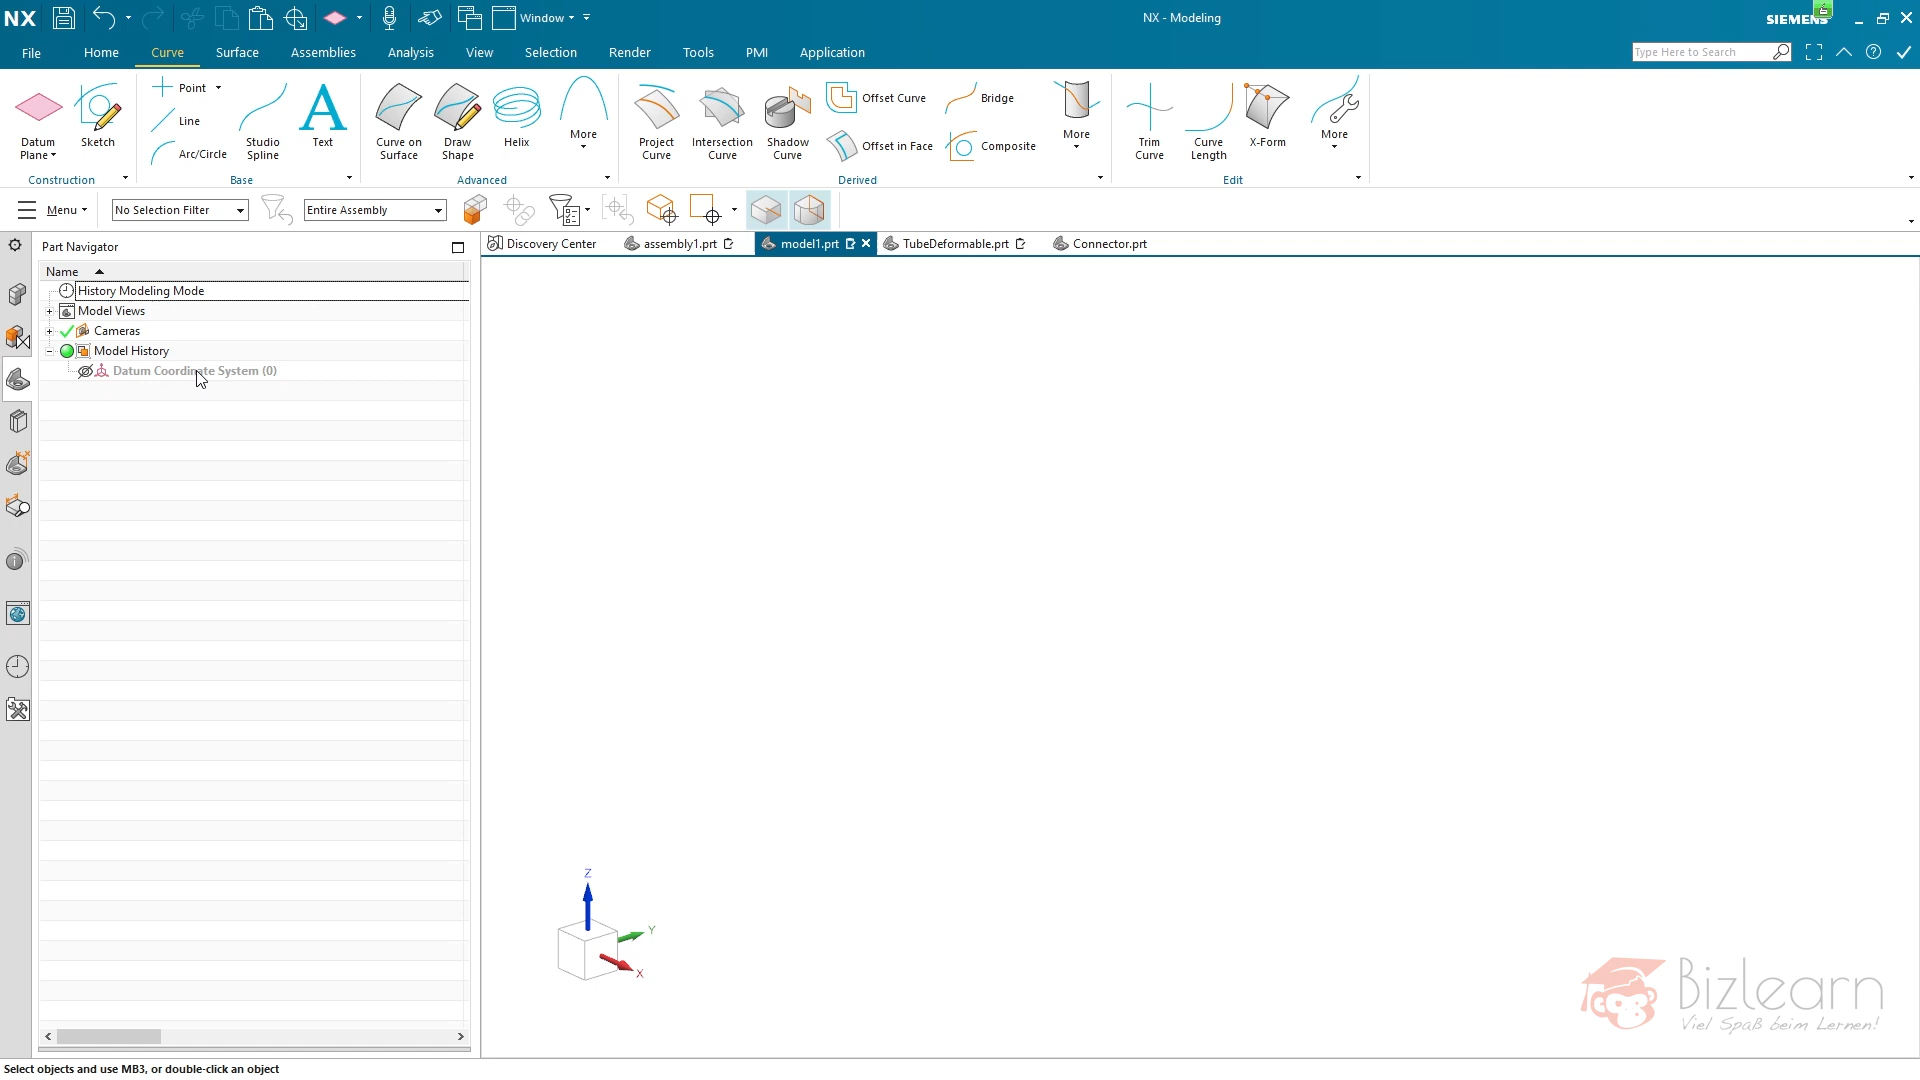 NX
Window
NX - Modeling
SIEMENS
File
Home
Curve
Surface
Assemblies
Analysis
View
Selection
Render
Tools
PMI
Application
Type Here to Search
Datum
Plane
Sketch
Point
Line
Arc/Circle
Studio
Spline
Text
Curve on
Surface
Draw
Shape
Helix
More
Project
Curve
Intersection
Curve
Shadow
Curve
Offset Curve
Offset in Face
Bridge
Composite
More
Trim
Curve
Curve
Length
X-Form
More
Construction
Base
Advanced
Derived
Edit
Menu
No Selection Filter
Entire Assembly
Part Navigator
Discovery Center
assembly1.prt
model1.prt
TubeDeformable.prt
Connector.prt
Name
History Modeling Mode
Model Views
Cameras
Model History
Datum Coordinate System (0)
Z
Y
X
Bizlearn
Viel Spaß beim Lernen!
Select objects and use MB3, or double-click an object